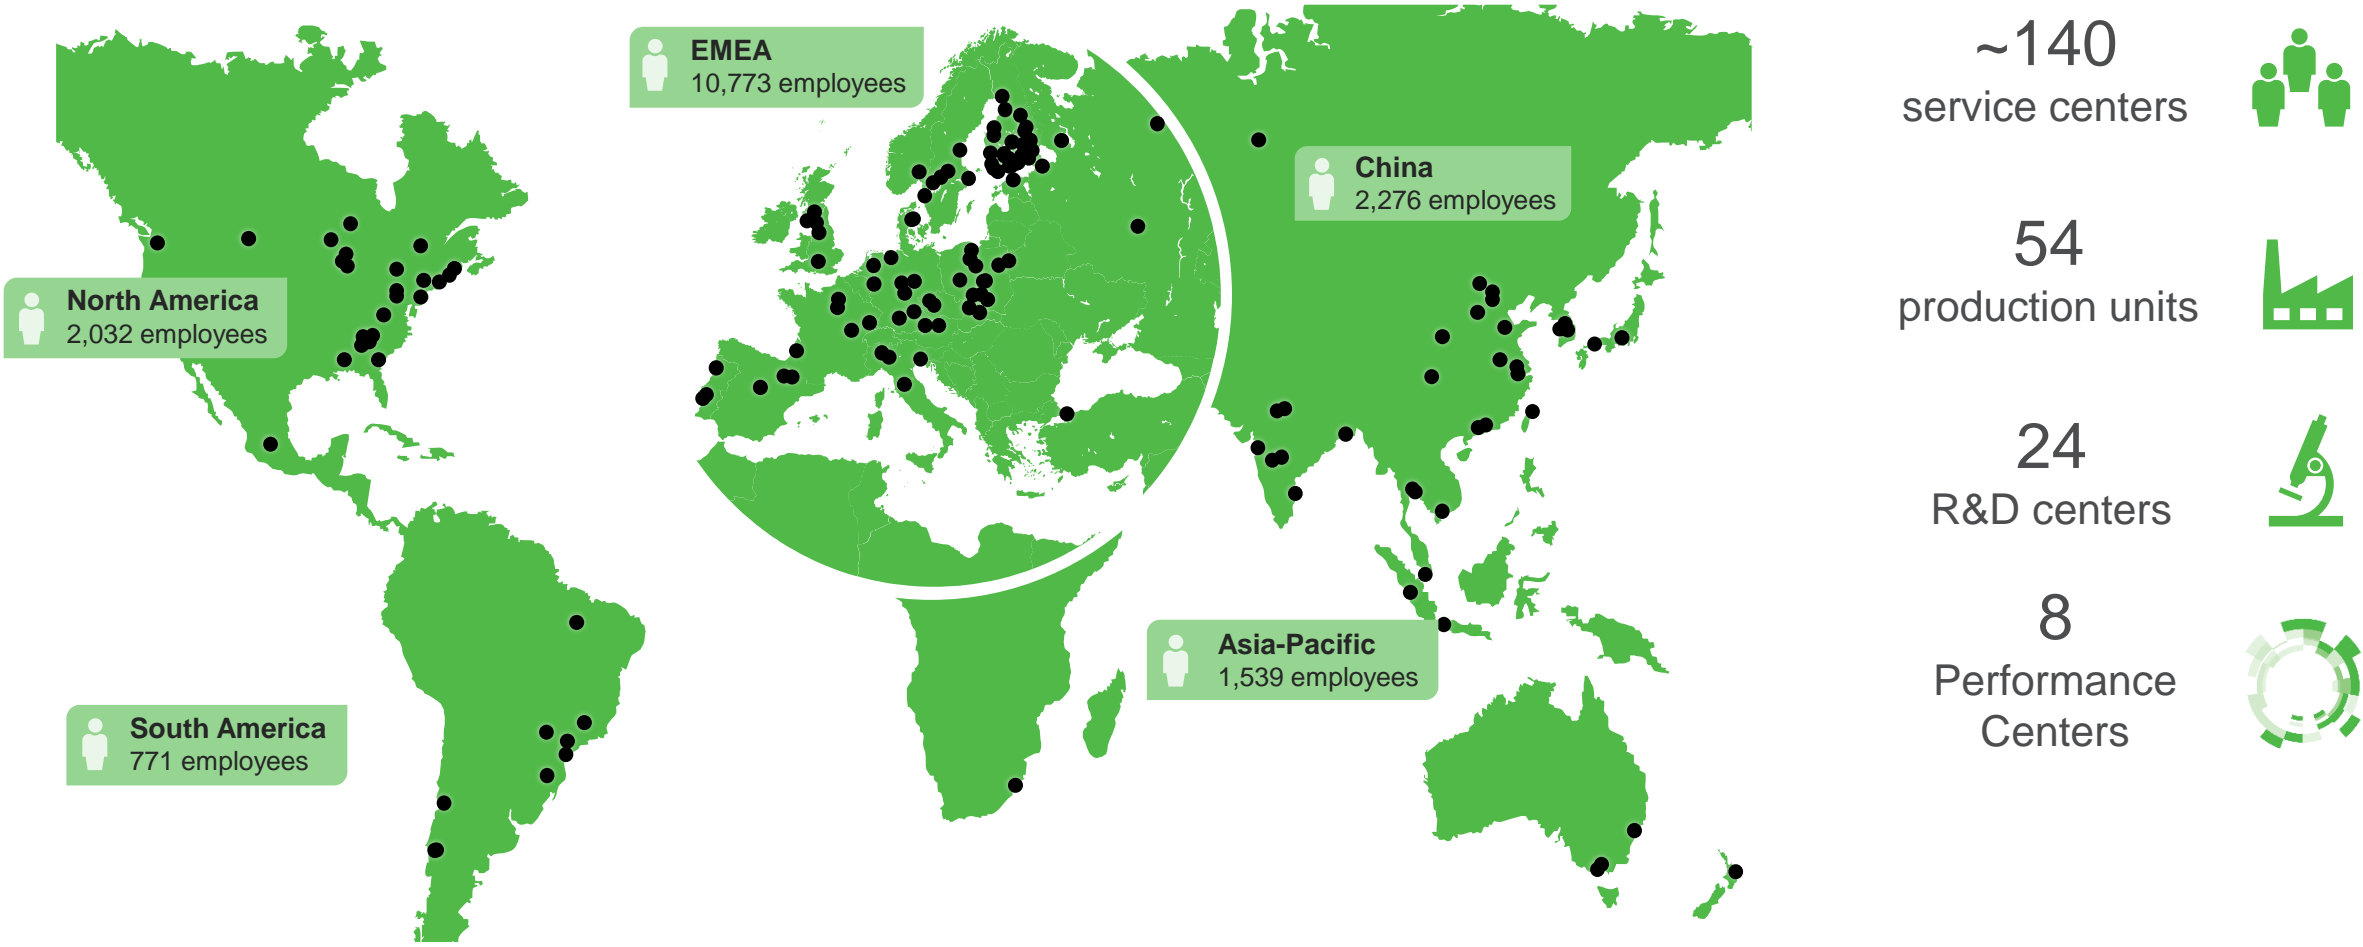 EMEA
10,773 employees
China
2,276 employees
North America
2,032 employees
Asia-Pacific
1,539 employees
South America
771 employees
~140
service centers
54
production units
24
R&D centers
8
Performance
Centers